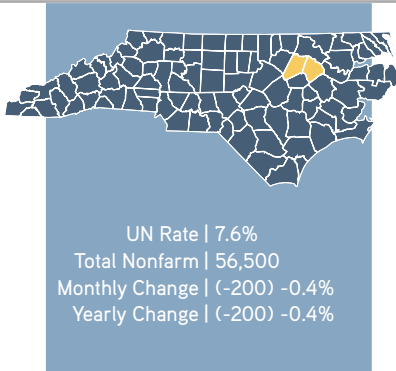 UN Rate | 7.6%
Total Nonfarm | 56,500
Monthly Change | (-200) -0.4%
Yearly Change | (-200) -0.4%